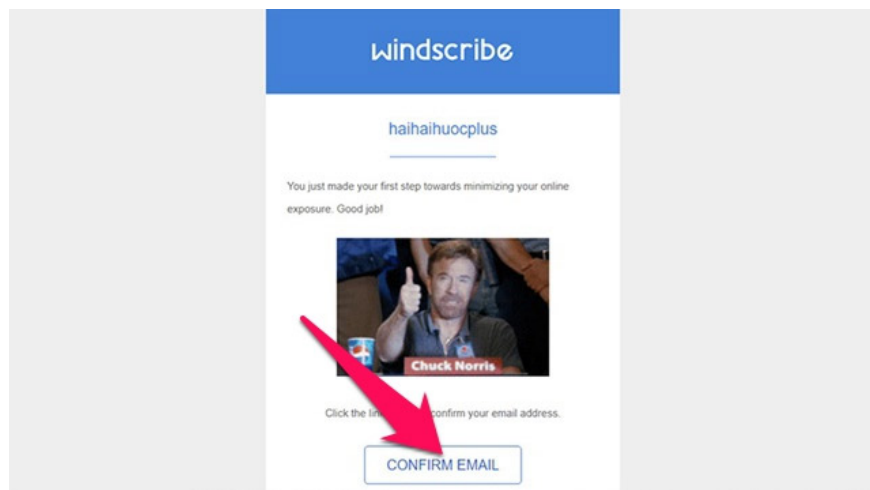 windscribe
haihaihuocplus
You just made your first step towards minimizing your online
exposure. Good job!
Chuck Norris
Click the confirm your email address.
CONFIRM EMAIL